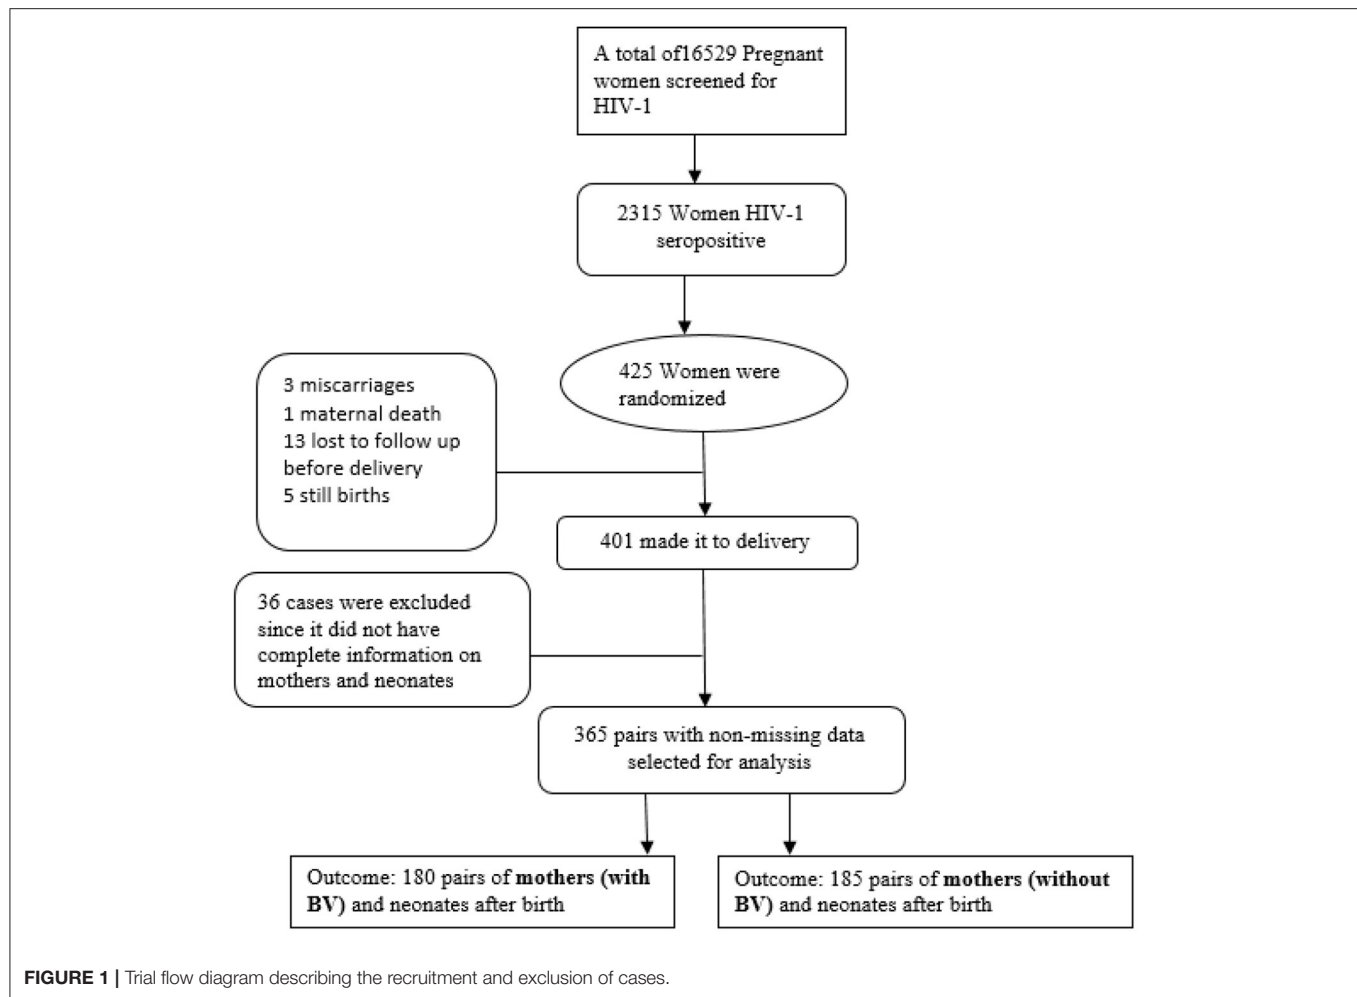 A total of16529 Pregnant
women screened for
HIV-1
2315 Women HIV-1
seropositive
425 Women were
randomized
3 miscarriages
1 maternal death
13 lost to follow up
before delivery
5 still births
401 made it to delivery
36 cases were excluded
since it did not have
complete information on
mothers and neonates
365 pairs with non-missing data
selected for analysis
Outcome: 180 pairs of mothers (with
BV) and neonates after birth
Outcome: 185 pairs of mothers (without
BV) and neonates after birth
FIGURE 1 | Trial flow diagram describing the recruitment and exclusion of cases.